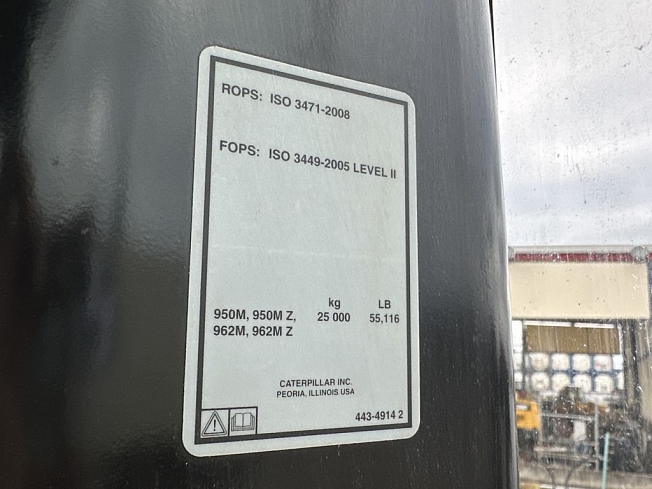 ROPS: ISO 3471-2008
FOPS: ISO 3449-2005 LEVEL II
kg LB
950M, 950M Z, 25 000 55,116
962M, 962M Z
CATERPILLAR INC.
PEORIA, ILLINOIS USA
443-4914 2